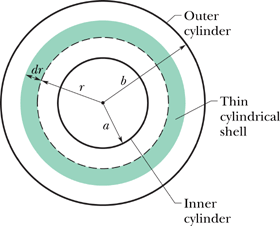 Outer
cylinder
dr
r
b
a
Thin
cylindrical
shell
Inner
cylinder